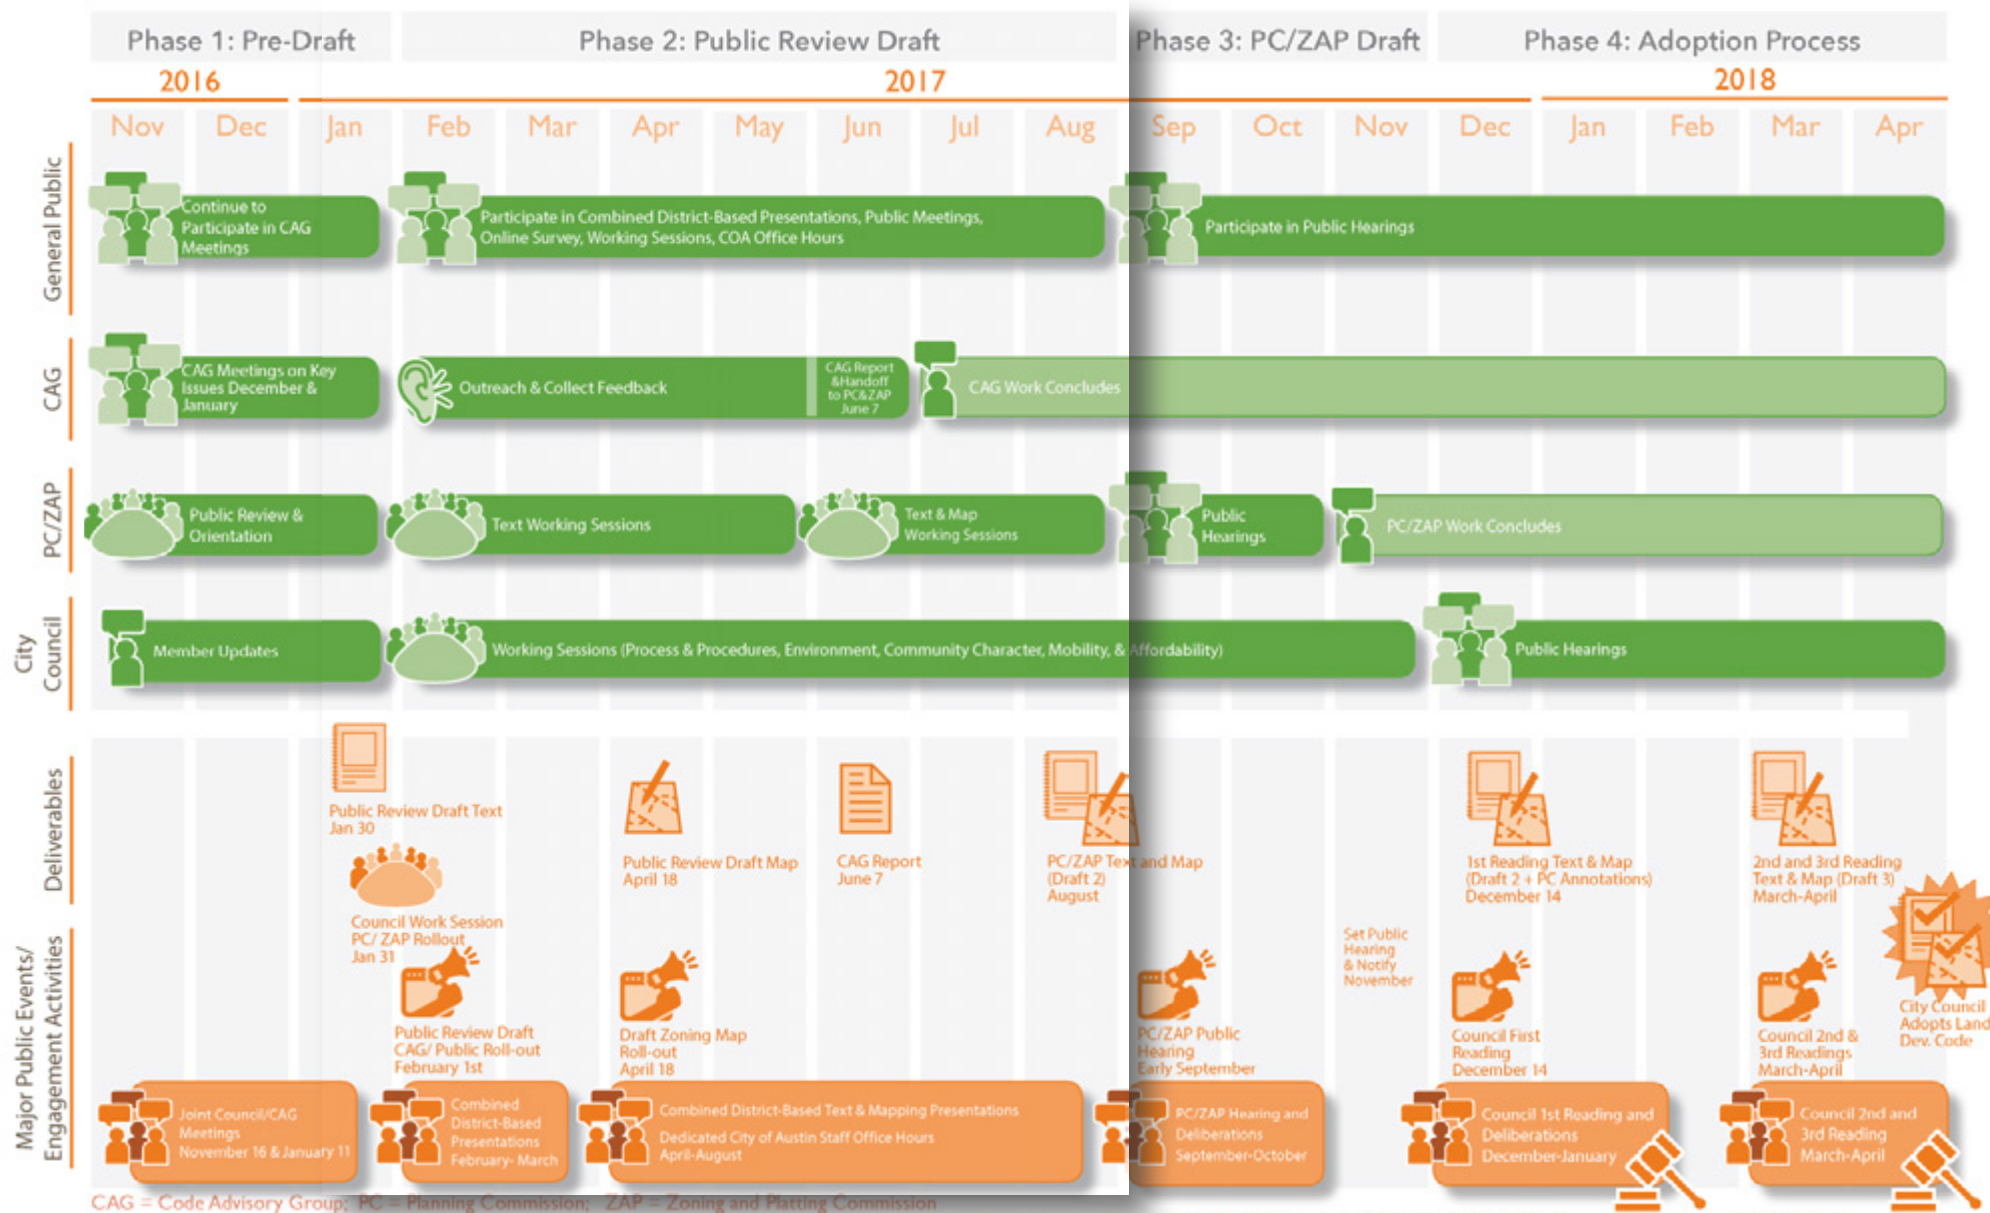 Phase 1: Pre-Draft
Phase 2: Public Review Draft
Phase 3: PC/ZAP Draft
Phase 4: Adoption Process
2016
2017
2018
Nov
Dec
Jan
Feb
Mar
Apr
May
Jun
Jul
Aug
Sep
Oct
Nov
Dec
Jan
Feb
Mar
Apr
General Public
Continue to
Participate in CAG
Meetings
Participate in Combined District-Based Presentations, Public Meetings,
Online Survey, Working Sessions, COA Office Hours
Participate in Public Hearings
CAG
CAG Meetings on Key
Issues December &
January
Outreach & Collect Feedback
CAG Report
&Handoff
to PC&ZAP
June 7
CAG Work Concludes
PC/ZAP
Public Review &
Orientation
Text Working Sessions
Text & Map
Working Sessions
Public
Hearings
PC/ZAP Work Concludes
City
Council
Member Updates
Working Sessions (Process & Procedures, Environment, Community Character, Mobility, & Affordability)
Public Hearings
Deliverables
Public Review Draft Text
Jan 30
Public Review Draft Map
April 18
CAG Report
June 7
PC/ZAP Text and Map
(Draft 2)
August
1st Reading Text & Map
(Draft 2 + PC Annotations)
December 14
2nd and 3rd Reading
Text & Map (Draft 3)
March-April
Major Public Events/
Engagement Activities
Council Work Session
PC/ ZAP Rollout
Jan 31
Public Review Draft
CAG/ Public Roll-out
February 1st
Draft Zoning Map
Roll-out
April 18
PC/ZAP Public
Hearing
Early September
Set Public
Hearing
& Notify
November
Council First
Reading
December 14
Council 2nd &
3rd Readings
March-April
City Council
Adopts Land
Dev. Code
Joint Council/CAG
Meetings
November 16 & January 11
Combined
District-Based
Presentations
February- March
Combined District-Based Text & Mapping Presentations
Dedicated City of Austin Staff Office Hours
April-August
PC/ZAP Hearing and
Deliberations
September-October
Council 1st Reading and
Deliberations
December-January
Council 2nd and
3rd Reading
March-April
CAG = Code Advisory Group; PC = Planning Commission; ZAP = Zoning and Platting Commission